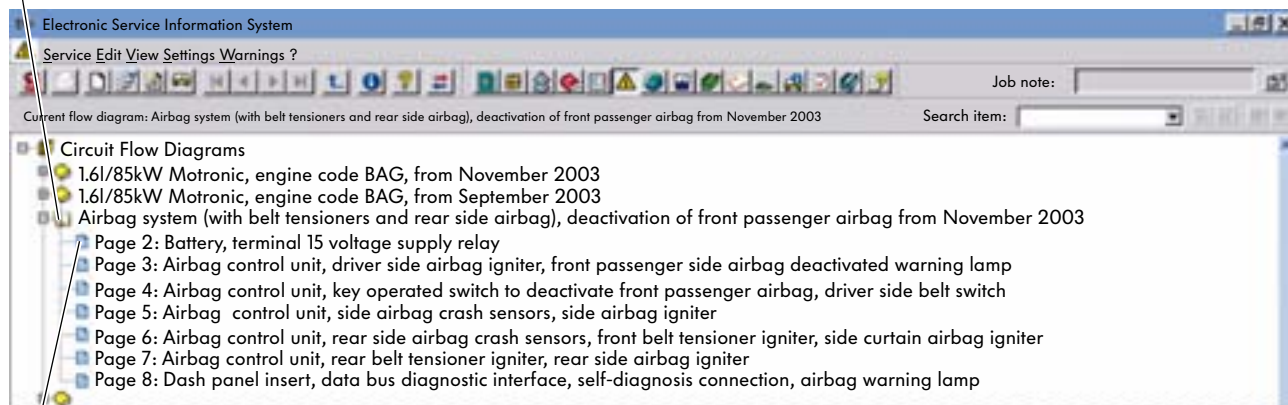 Electronic Service Information System
Service Edit View Settings Warnings ?
Job note:
Current flow diagram: Airbag system (with belt tensioners and rear side airbag), deactivation of front passenger airbag from November 2003
Search item:
Circuit Flow Diagrams
1.6l/85kW Motronic, engine code BAG, from November 2003
1.6l/85kW Motronic, engine code BAG, from September 2003
Airbag system (with belt tensioners and rear side airbag), deactivation of front passenger airbag from November 2003
Page 2: Battery, terminal 15 voltage supply relay
Page 3: Airbag control unit, driver side airbag igniter, front passenger side airbag deactivated warning lamp
Page 4: Airbag control unit, key operated switch to deactivate front passenger airbag, driver side belt switch
Page 5: Airbag control unit, side airbag crash sensors, side airbag igniter
Page 6: Airbag control unit, rear side airbag crash sensors, front belt tensioner igniter, side curtain airbag igniter
Page 7: Airbag control unit, rear belt tensioner igniter, rear side airbag igniter
Page 8: Dash panel insert, data bus diagnostic interface, self-diagnosis connection, airbag warning lamp